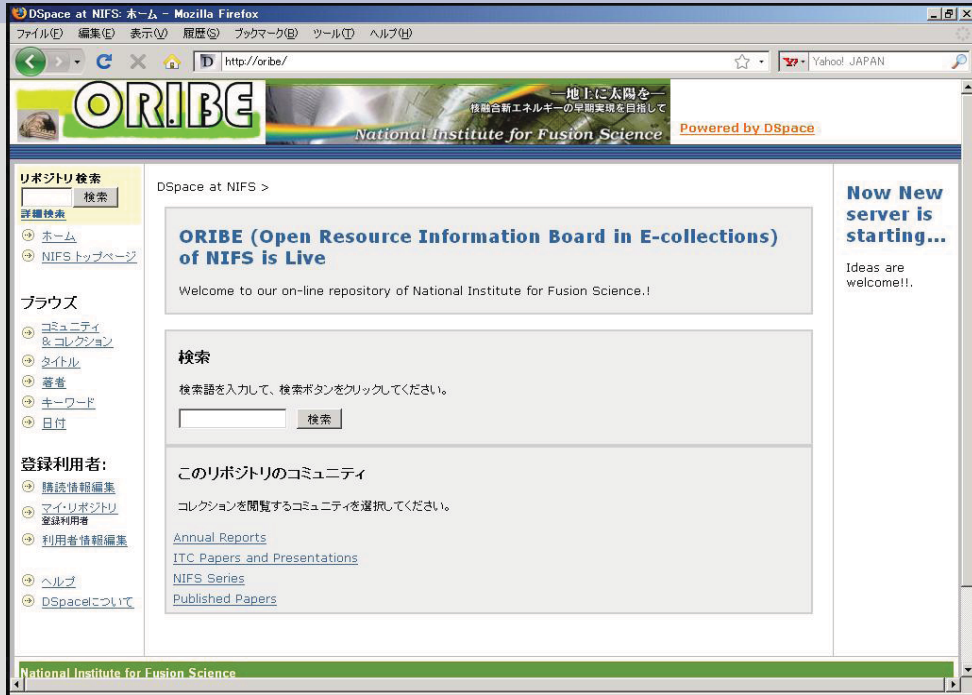 DSpace at NIFS: ホーム - Mozilla Firefox
ファイル(F) 編集(E) 表示(V) 履歴(S) ブックマーク(B) ツール(T) ヘルプ(H)
http://oribe/
Yahoo! JAPAN
ORIBE
―地上に太陽を―
核融合新エネルギーの早期実現を目指して
National Institute for Fusion Science
Powered by DSpace
リポジトリ検索
検索
詳細検索
ホーム
NIFSトップページ
ブラウズ
コミュニティ
& コレクション
タイトル
著者
キーワード
日付
登録利用者:
購読情報編集
マイ・リポジトリ
登録利用者
利用者情報編集
ヘルプ
DSpaceについて
DSpace at NIFS >
ORIBE (Open Resource Information Board in E-collections)
of NIFS is Live
Welcome to our on-line repository of National Institute for Fusion Science.!
検索
検索語を入力して、検索ボタンをクリックしてください。
検索
このリポジトリのコミュニティ
コレクションを閲覧するコミュニティを選択してください。
Annual Reports
ITC Papers and Presentations
NIFS Series
Published Papers
Now New
server is
starting...
Ideas are
welcome!!.
National Institute for Fusion Science